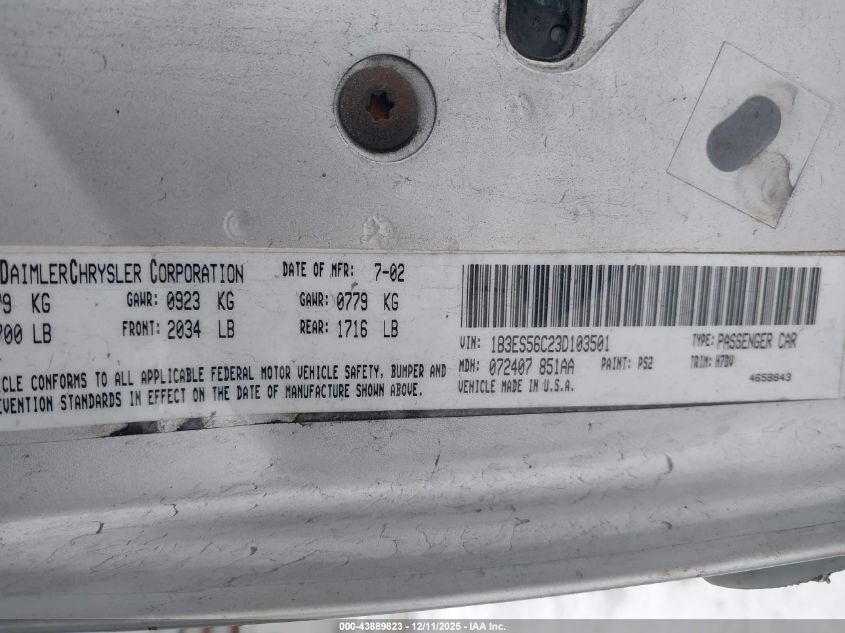 DAIMLERCHRYSLER CORPORATION DATE OF MFR: 7-02
KG GAWR: 0923 KG GAWR: 0779 KG
700 LB FRONT: 2034 LB REAR: 1716 LB
VIN: 1B3ES56C23D103501 TYPE: PASSENGER CAR
MDH: 072407 851AA PAINT: PS2 TRIM: H7DV
VEHICLE MADE IN U.S.A. 4658843
CLE CONFORMS TO ALL APPLICABLE FEDERAL MOTOR VEHICLE SAFETY, BUMPER AND
EVENTION STANDARDS IN EFFECT ON THE DATE OF MANUFACTURE SHOWN ABOVE.
000-43889823 - 12/11/2025 - IAA Inc.